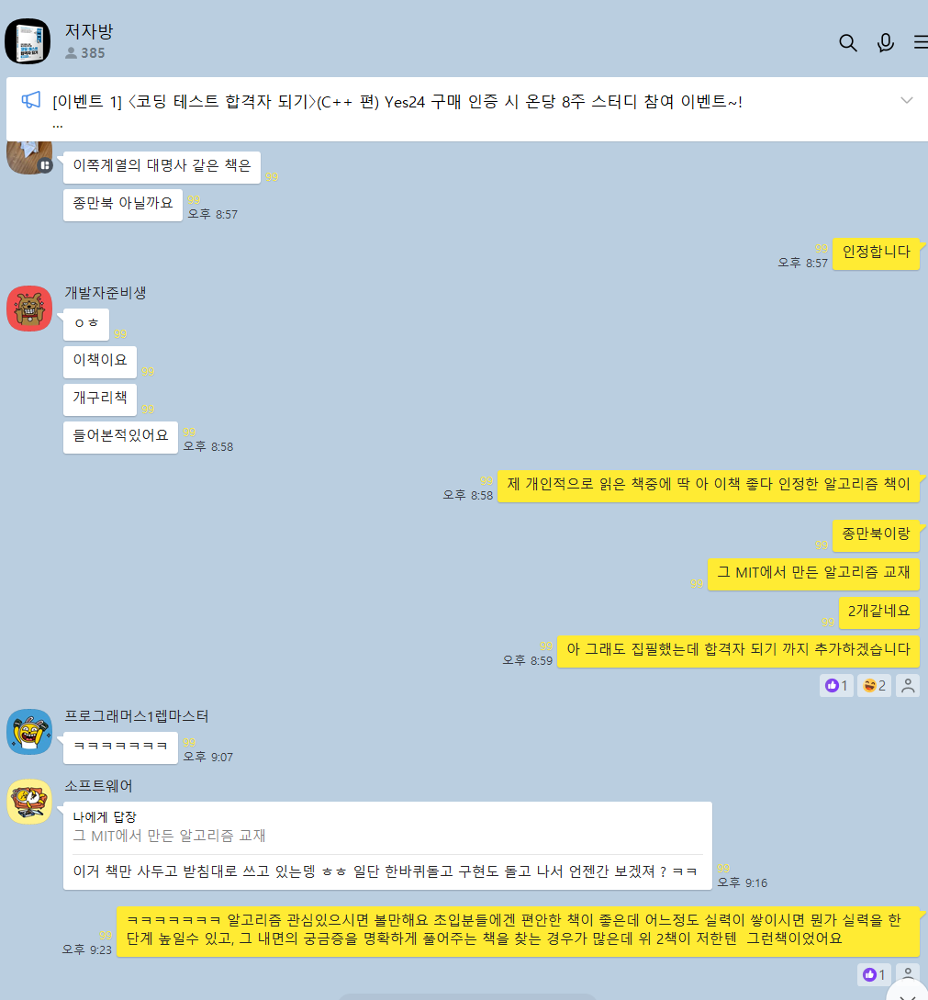 저자방
385
[이벤트 1] 〈코딩 테스트 합격자 되기〉(C++ 편) Yes24 구매 인증 시 온당 8주 스터디 참여 이벤트~!
...
이쪽계열의 대명사 같은 책은
99
종만북 아닐까요
99
오후 8:57
인정합니다
99
오후 8:57
개발자준비생
ㅇㅎ
99
이책이요
99
개구리책
99
들어본적있어요
99
오후 8:58
제 개인적으로 읽은 책중에 딱 아 이책 좋다 인정한 알고리즘 책이
99
오후 8:58
종만북이랑
99
그 MIT에서 만든 알고리즘 교재
99
2개같네요
99
아 그래도 집필했는데 합격자 되기 까지 추가하겠습니다
99
오후 8:59
1
2
프로그래머스1렙마스터
ㅋㅋㅋㅋㅋㅋㅋ
99
오후 9:07
소프트웨어
나에게 답장
그 MIT에서 만든 알고리즘 교재
이거 책만 사두고 받침대로 쓰고 있는뎅 ㅎㅎ 일단 한바퀴돌고 구현도 돌고 나서 언젠간 보겠져 ? ㅋㅋ
99
오후 9:16
ㅋㅋㅋㅋㅋㅋㅋ 알고리즘 관심있으시면 볼만해요 초입분들에겐 편안한 책이 좋은데 어느정도 실력이 쌓이시면 뭔가 실력을 한
단계 높일수 있고, 그 내면의 궁금증을 명확하게 풀어주는 책을 찾는 경우가 많은데 위 2책이 저한텐  그런책이었어요
99
오후 9:23
1